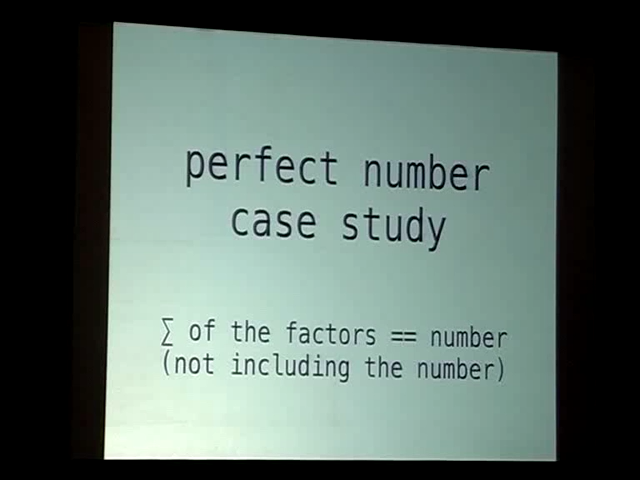 perfect number
case study
∑ of the factors == number
(not including the number)